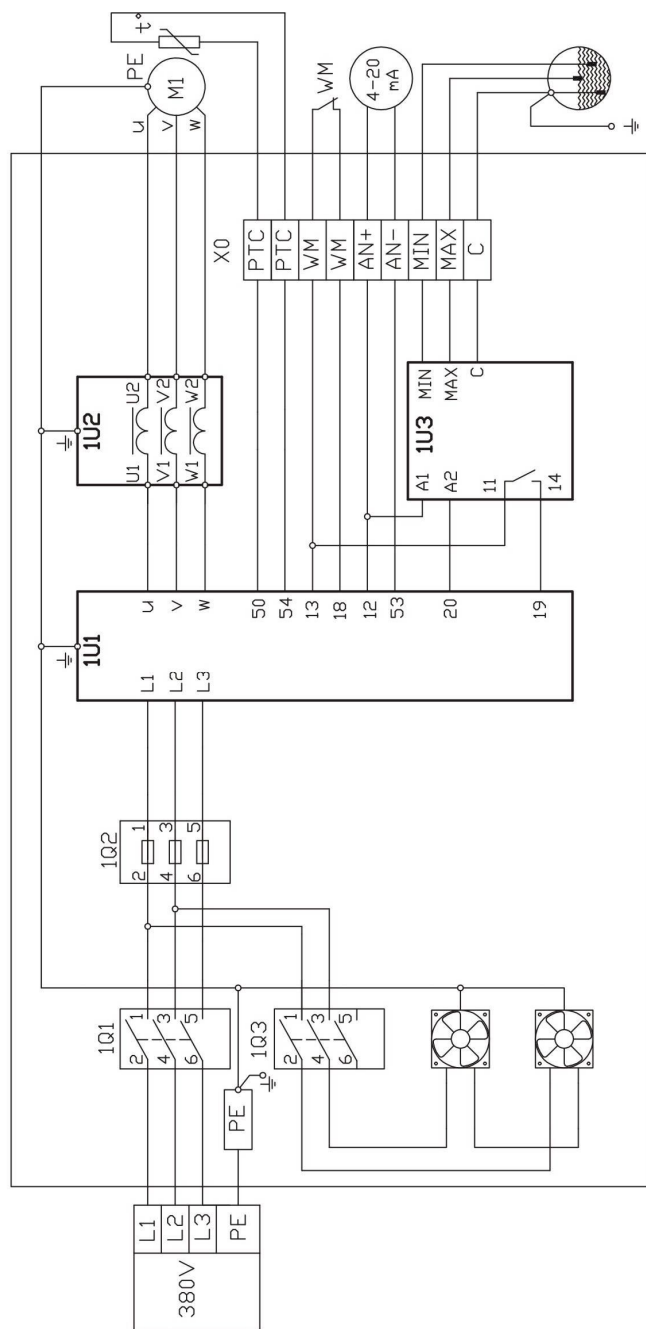 380V
L1
L2
L3
PE
PE
1Q1
2 1
4 3
6 5
1Q3
2 1
4 3
6 5
1Q2
2 1
4 3
6 5
1U1
L1
L2
L3
U
V
W
50
54
13
18
12
53
20
19
1U2
U1 U2
V1 V2
W1 W2
1U3
A1
A2
11
14
MIN
MAX
C
X0
PTC
PTC
WM
WM
AN+
AN-
MIN
MAX
C
U
V
W
PE
M1
t°
WM
4-20
mA